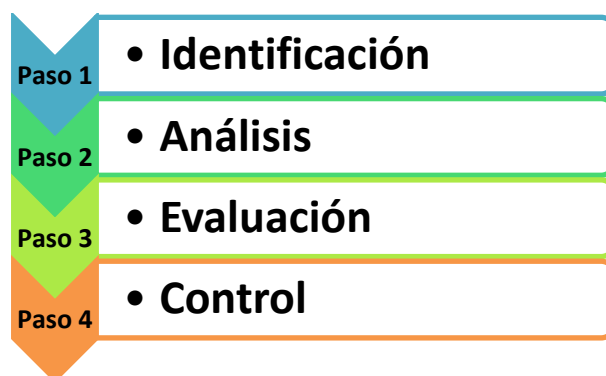 Paso 1
• Identificación
Paso 2
• Análisis
Paso 3
• Evaluación
Paso 4
• Control